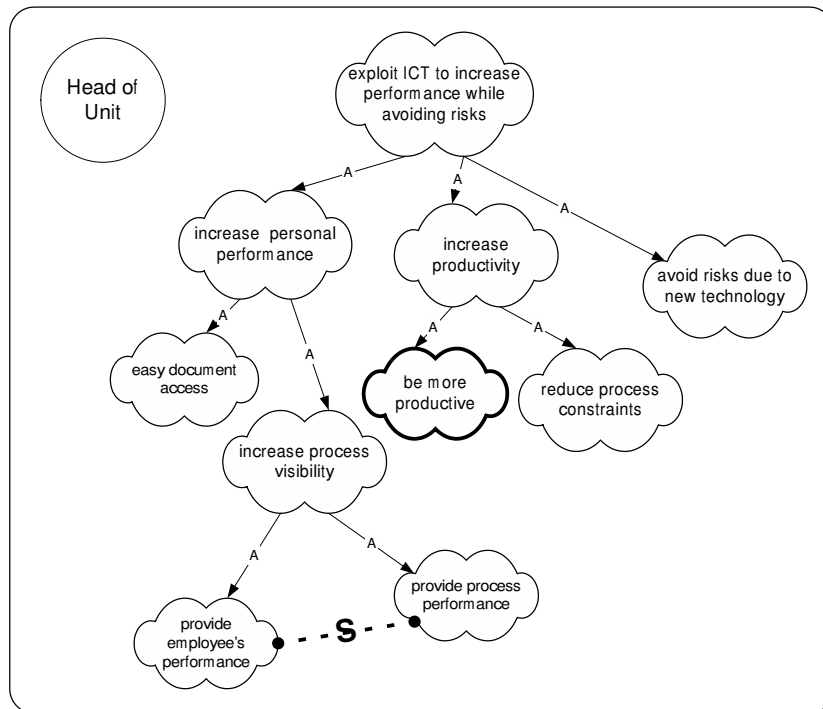 Head of
Unit
exploit ICT to increase
performance while
avoiding risks
A
A
A
increase personal
performance
increase
productivity
avoid risks due to
new technology
A
A
A
A
easy document
access
be more
productive
reduce process
constraints
increase process
visibility
A
A
provide process
performance
provide
employee's
performance
S